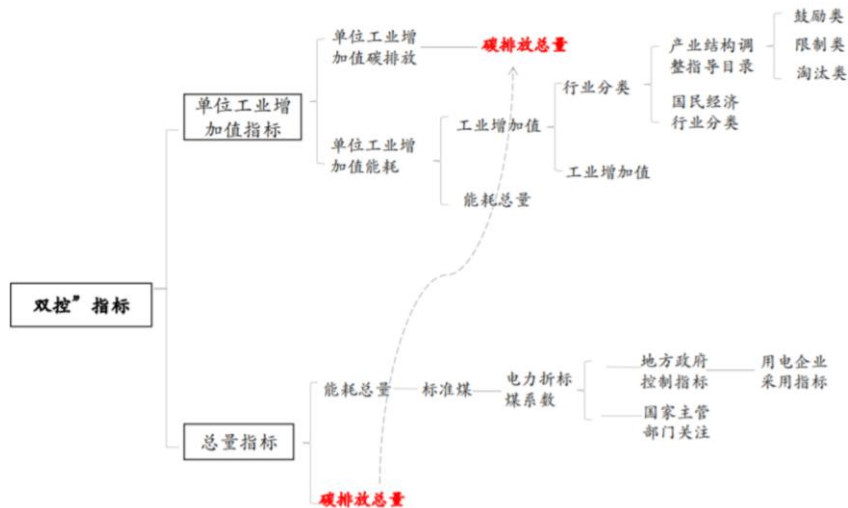 双控”指标
单位工业增
加值指标
单位工业增
加值碳排放
碳排放总量
单位工业增
加值能耗
工业增加值
行业分类
产业结构调
整指导目录
鼓励类
限制类
淘汰类
国民经济
行业分类
工业增加值
能耗总量
总量指标
能耗总量
标准煤
电力折标
煤系数
地方政府
控制指标
用电企业
采用指标
国家主管
部门关注
碳排放总量